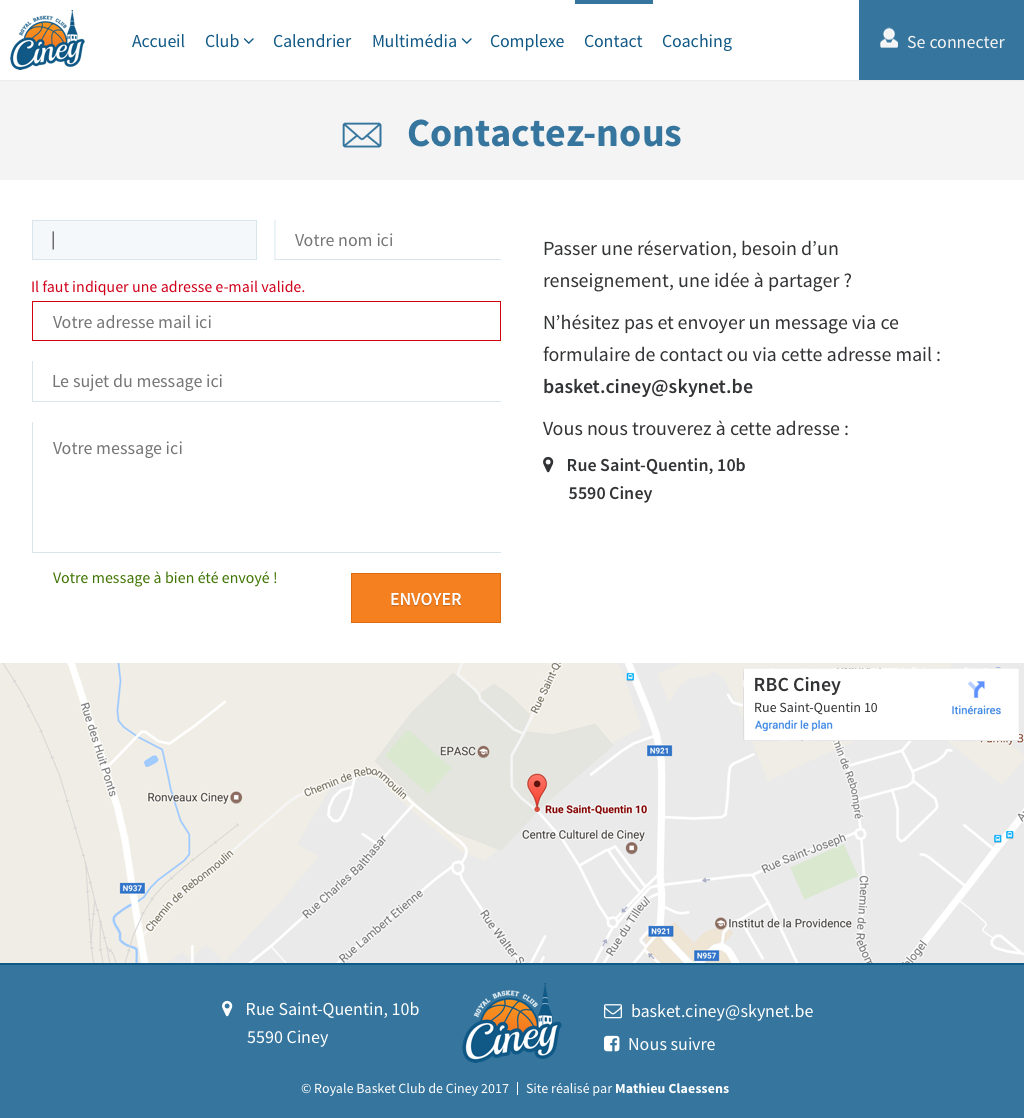 ROYAL BASKET CLUB
Ciney
Accueil
Club
Calendrier
Multimédia
Complexe
Contact
Coaching
Se connecter
Contactez-nous
Votre nom ici
Il faut indiquer une adresse e-mail valide.
Votre adresse mail ici
Le sujet du message ici
Votre message ici
Votre message à bien été envoyé !
ENVOYER
Passer une réservation, besoin d’un
renseignement, une idée à partager ?
N’hésitez pas et envoyer un message via ce
formulaire de contact ou via cette adresse mail :
basket.ciney@skynet.be
Vous nous trouverez à cette adresse :
Rue Saint-Quentin, 10b
5590 Ciney
RBC Ciney
Rue Saint-Quentin 10
Agrandir le plan
Itinéraires
Rue Saint-Q
Rue des Huit Ponts
EPASC
N921
Chemin de Rebonmoulin
Ronveaux Ciney
Rue Saint-Quentin 10
Centre Culturel de Ciney
Chemin de Rebompré
Rue Saint-Joseph
N937
Chemin de Rebonmoulin
Rue Charles Balthasar
Rue Lambert Etienne
Rue Walter S
Rue du Tilleul
N921
Institut de la Providence
N957
Chemin de Rebom
Rue Saint-Quentin, 10b
5590 Ciney
ROYAL BASKET CLUB
Ciney
basket.ciney@skynet.be
Nous suivre
© Royale Basket Club de Ciney 2017 | Site réalisé par Mathieu Claessens